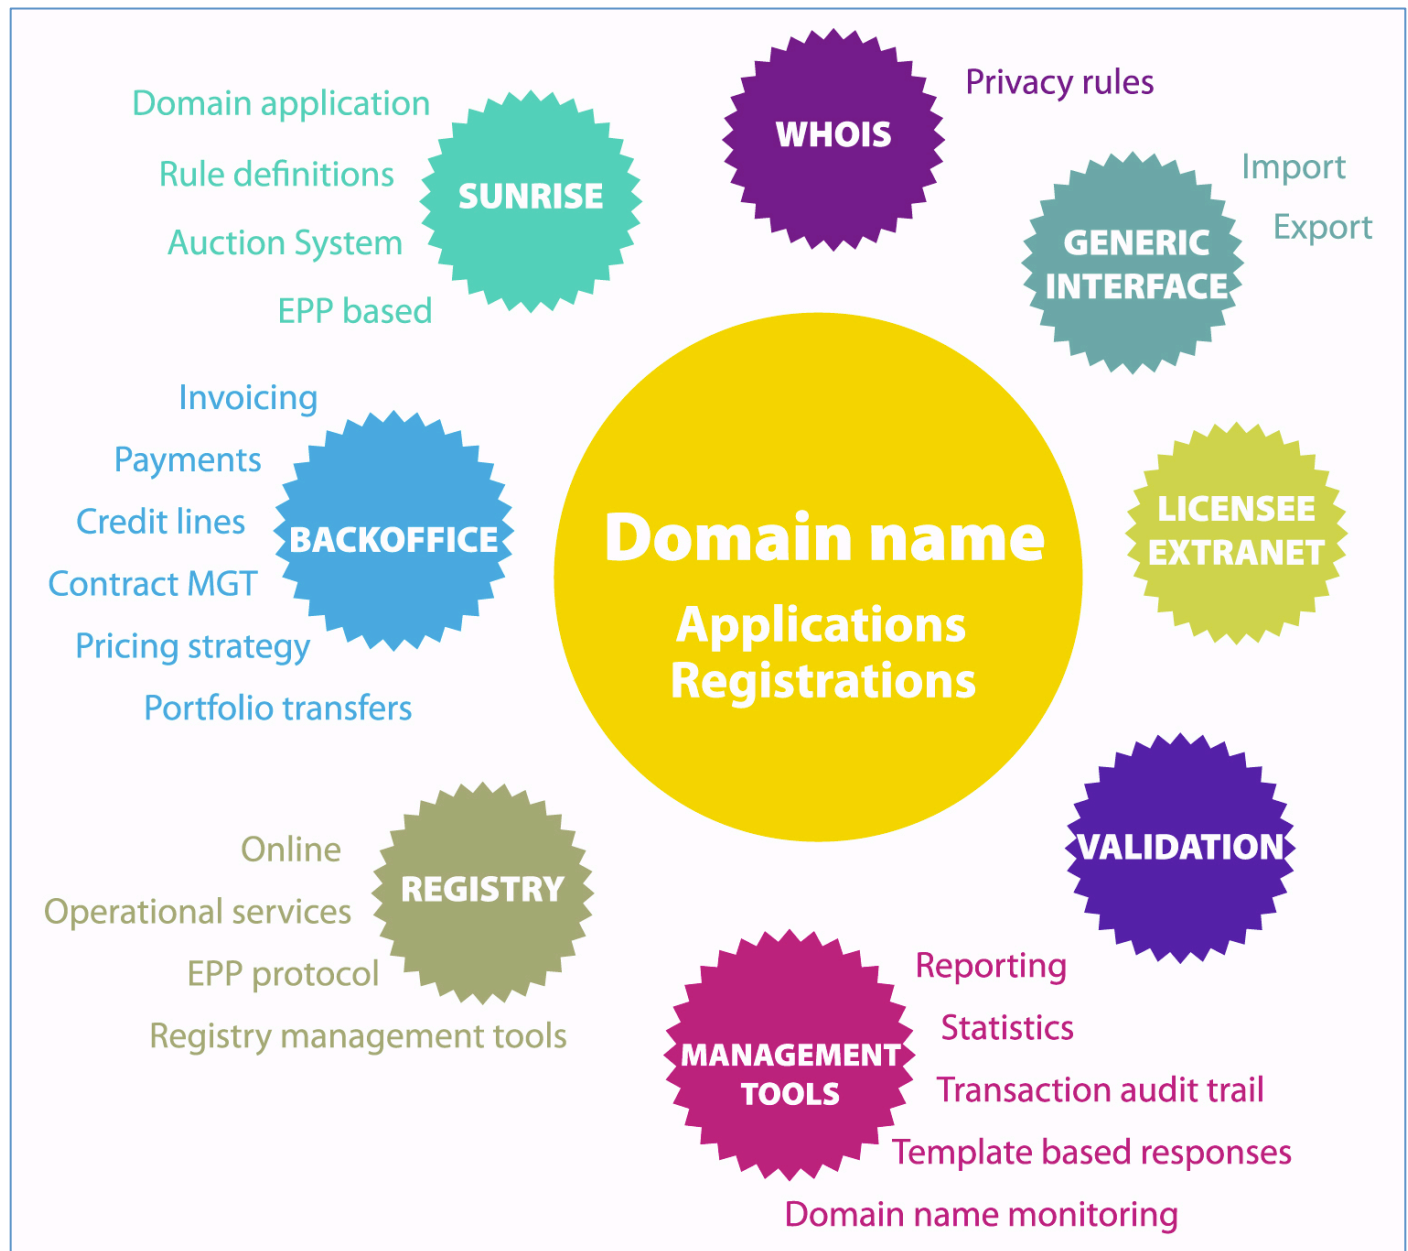 Domain application
Rule definitions
Auction System
EPP based
SUNRISE
WHOIS
Privacy rules
GENERIC
INTERFACE
Import
Export
Invoicing
Payments
Credit lines
Contract MGT
Pricing strategy
Portfolio transfers
BACKOFFICE
Domain name
Applications
Registrations
LICENSEE
EXTRANET
VALIDATION
Online
Operational services
EPP protocol
Registry management tools
REGISTRY
MANAGEMENT
TOOLS
Reporting
Statistics
Transaction audit trail
Template based responses
Domain name monitoring